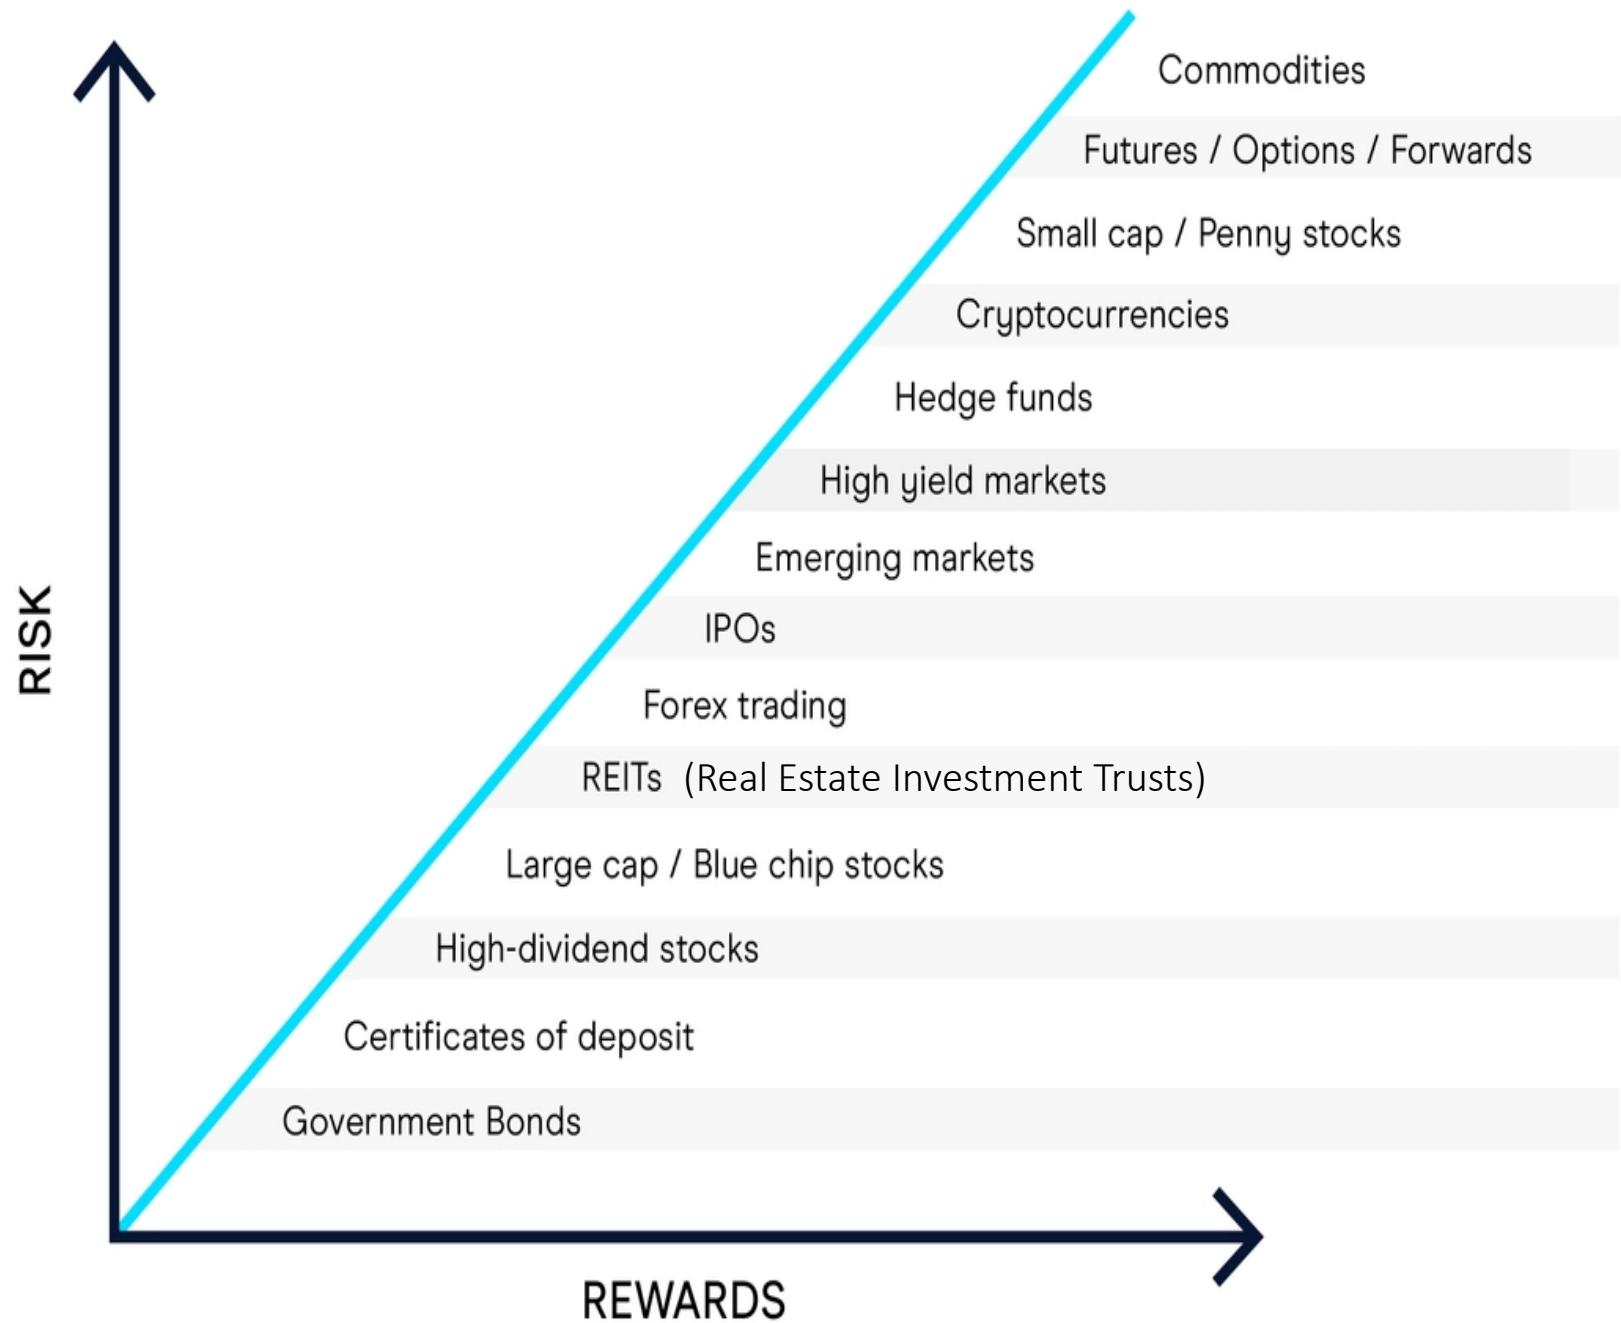 Commodities
Futures / Options / Forwards
Small cap / Penny stocks
Cryptocurrencies
Hedge funds
High yield markets
Emerging markets
IPOs
Forex trading
REITs (Real Estate Investment Trusts)
Large cap / Blue chip stocks
High-dividend stocks
Certificates of deposit
Government Bonds
RISK
REWARDS